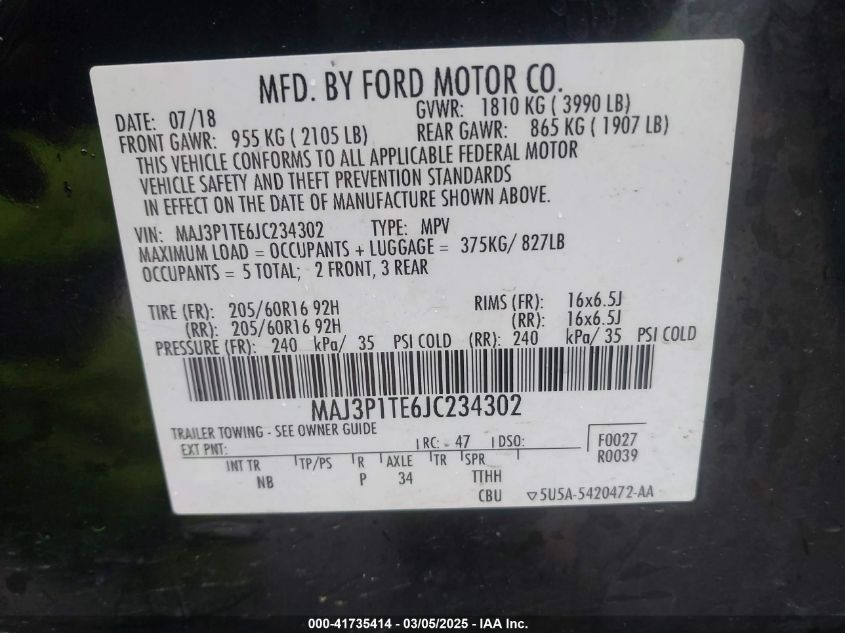 MFD. BY FORD MOTOR CO.
DATE: 07/18 GVWR: 1810 KG ( 3990 LB)
FRONT GAWR: 955 KG ( 2105 LB) REAR GAWR: 865 KG ( 1907 LB)
THIS VEHICLE CONFORMS TO ALL APPLICABLE FEDERAL MOTOR
VEHICLE SAFETY AND THEFT PREVENTION STANDARDS
IN EFFECT ON THE DATE OF MANUFACTURE SHOWN ABOVE.
VIN: MAJ3P1TE6JC234302 TYPE: MPV
MAXIMUM LOAD = OCCUPANTS + LUGGAGE = 375KG/ 827LB
OCCUPANTS = 5 TOTAL; 2 FRONT, 3 REAR
TIRE (FR): 205/60R16 92H RIMS (FR): 16x6.5J
(RR): 205/60R16 92H (RR): 16x6.5J
PRESSURE (FR): 240 kPa/ 35 PSI COLD (RR): 240 kPa/ 35 PSI COLD
MAJ3P1TE6JC234302
TRAILER TOWING - SEE OWNER GUIDE
EXT PNT: RC: - 47 DSO: F0027
R0039
INT TR TP/PS R AXLE TR SPR
NB P 34 TTHH
CBU ▽5U5A-5420472-AA
000-41735414 - 03/05/2025 - IAA Inc.